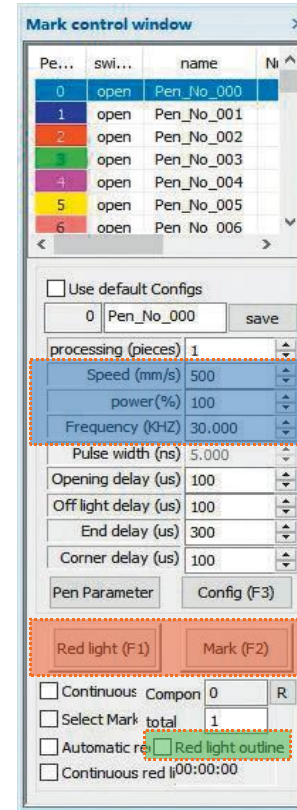 Mark control window
Pe... swi... name
0 open Pen_No_000
1 open Pen_No_001
2 open Pen_No_002
3 open Pen_No_003
4 open Pen_No_004
5 open Pen_No_005
6 open Pen No 006
Use default Configs
0 Pen_No_000 save
processing (pieces) 1
Speed (mm/s) 500
power(%) 100
Frequency (KHZ) 30.000
Pulse width (ns) 5.000
Opening delay (us) 100
Off light delay (us) 100
End delay (us) 300
Corner delay (us) 100
Pen Parameter Config (F3)
Red light (F1) Mark (F2)
Continuous Compon 0 R
Select Mark total 1
Automatic re Red light outline
Continuous red li 00:00:00